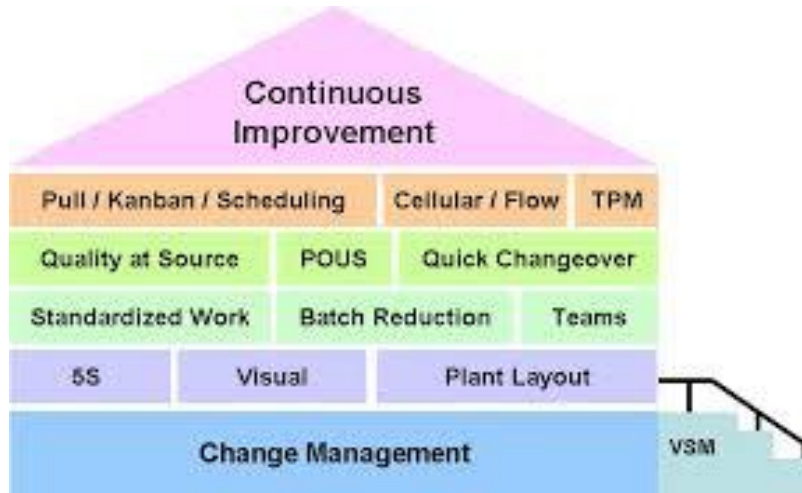 Continuous
Improvement
Pull / Kanban / Scheduling
Cellular / Flow
TPM
Quality at Source
POUS
Quick Changeover
Standardized Work
Batch Reduction
Teams
5S
Visual
Plant Layout
Change Management
VSM